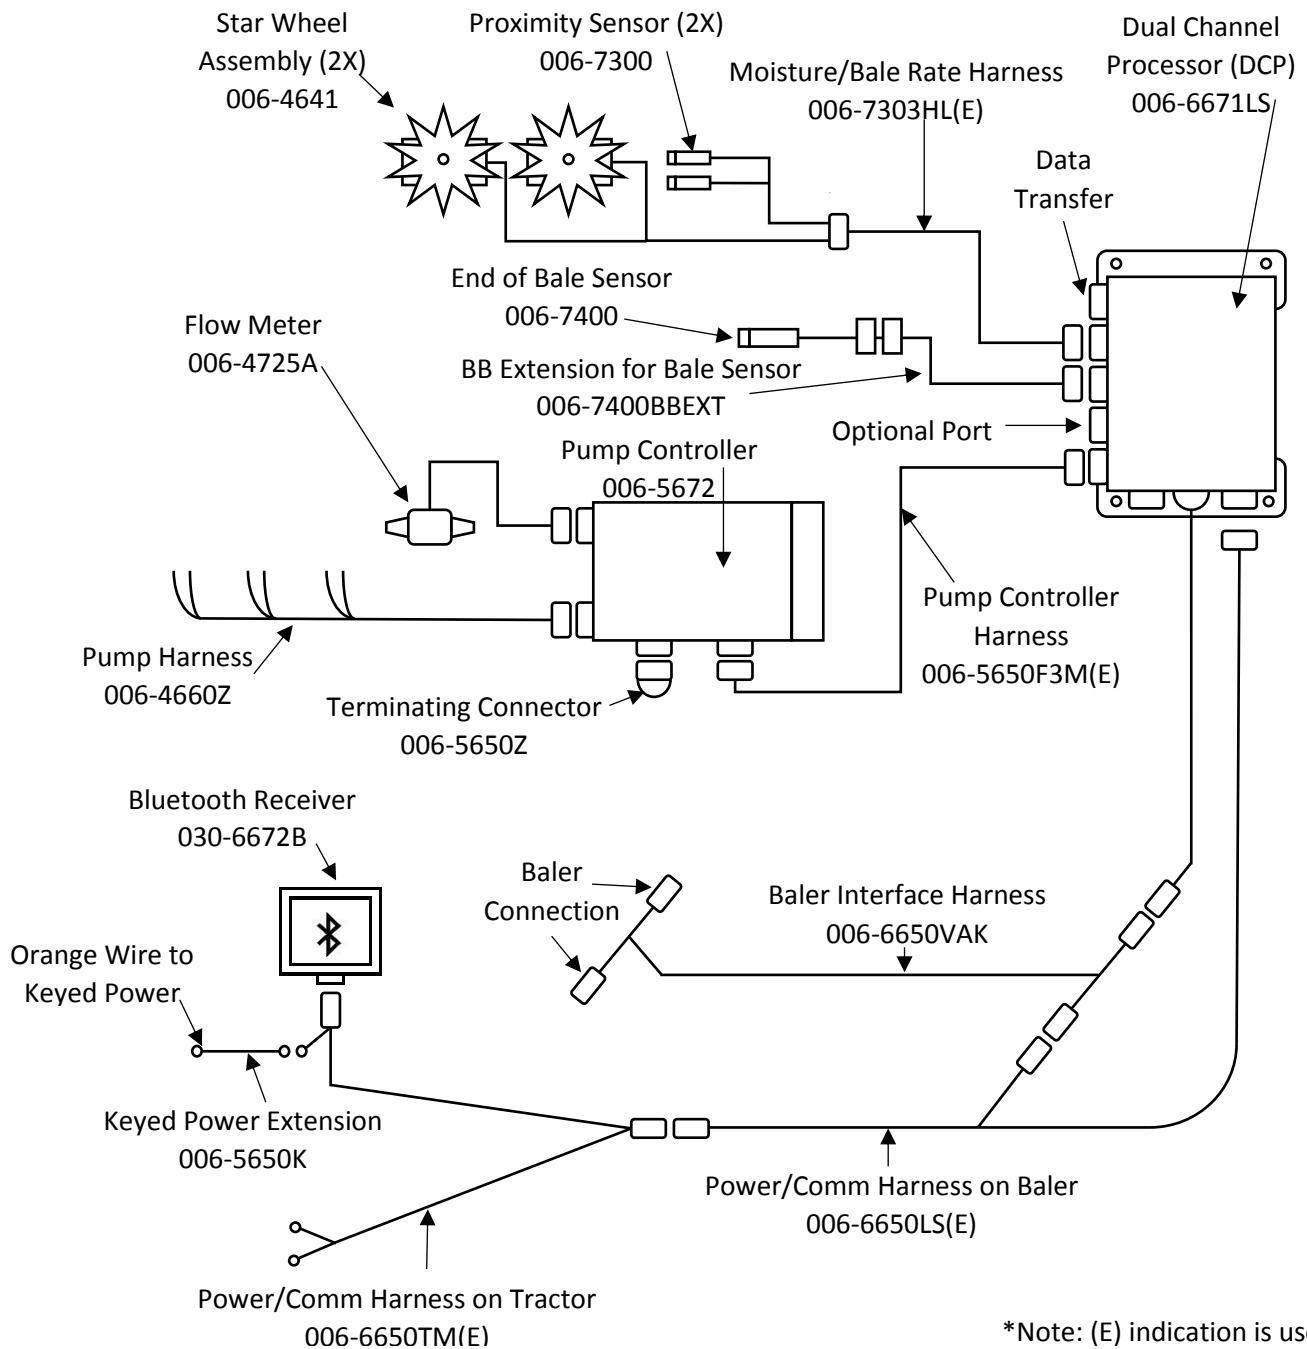 Star Wheel
Assembly (2X)
006-4641
Proximity Sensor (2X)
006-7300
Moisture/Bale Rate Harness
006-7303HL(E)
Dual Channel
Processor (DCP)
006-6671LS
Data
Transfer
End of Bale Sensor
006-7400
Flow Meter
006-4725A
BB Extension for Bale Sensor
006-7400BBEXT
Optional Port
Pump Controller
006-5672
Pump Controller
Harness
006-5650F3M(E)
Pump Harness
006-4660Z
Terminating Connector
006-5650Z
Bluetooth Receiver
030-6672B
Baler
Connection
Baler Interface Harness
006-6650VAK
Orange Wire to
Keyed Power
Keyed Power Extension
006-5650K
Power/Comm Harness on Baler
006-6650LS(E)
Power/Comm Harness on Tractor
006-6650TM(E)
*Note: (E) indication is